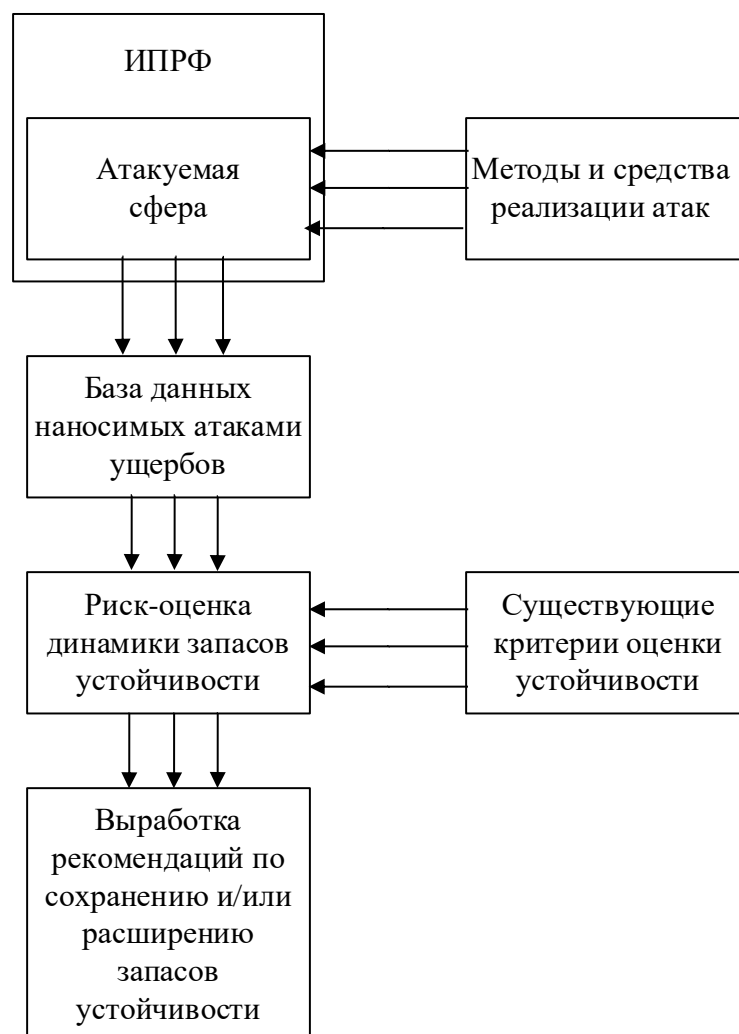 ИПРФ
Атакуемая
сфера
Методы и средства
реализации атак
База данных
наносимых атаками
ущербов
Риск-оценка
динамики запасов
устойчивости
Существующие
критерии оценки
устойчивости
Выработка
рекомендаций по
сохранению и/или
расширению
запасов
устойчивости